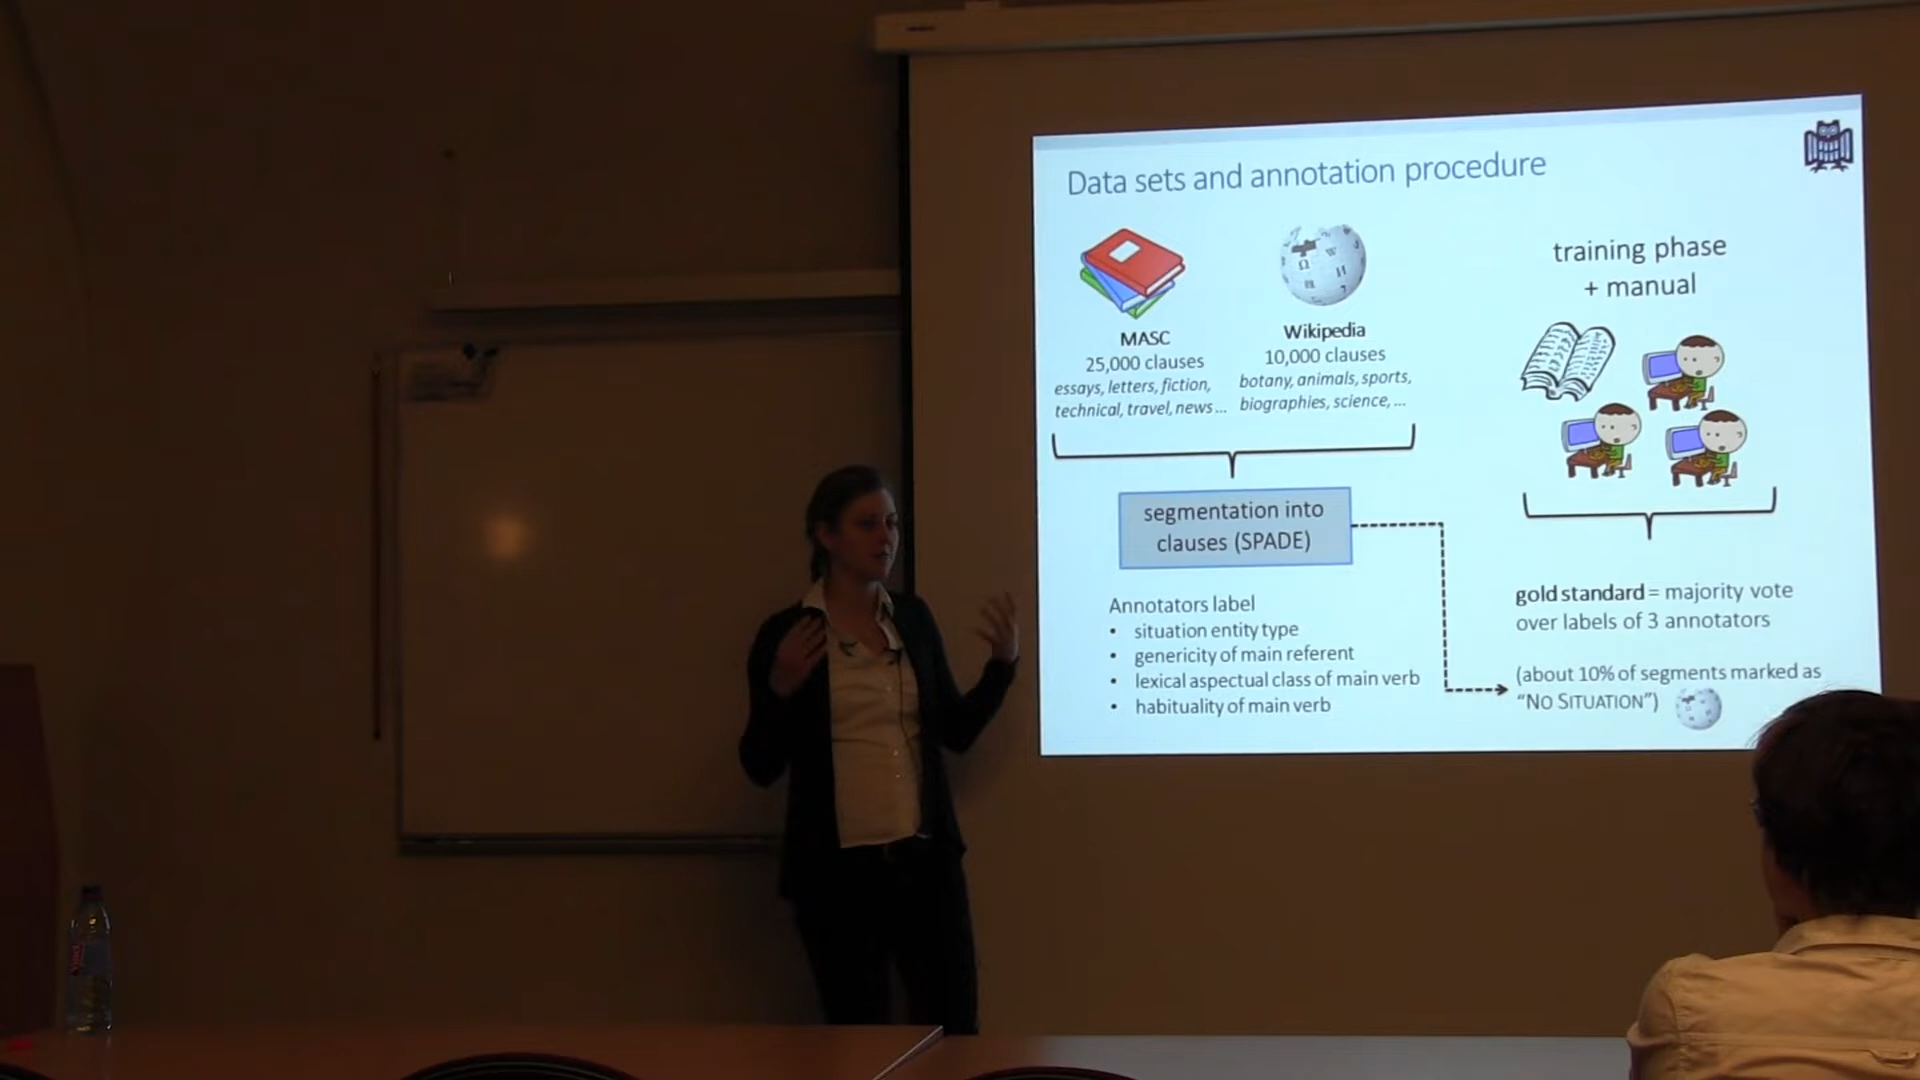 Data sets and annotation procedure
MASC
25,000 clauses
essays, letters, fiction,
technical, travel, news...
Wikipedia
10,000 clauses
botany, animals, sports,
biographies, science, ...
training phase
+ manual
segmentation into
clauses (SPADE)
Annotators label
• situation entity type
• genericity of main referent
• lexical aspectual class of main verb
• habituality of main verb
gold standard = majority vote
over labels of 3 annotators
(about 10% of segments marked as
“NO SITUATION”)